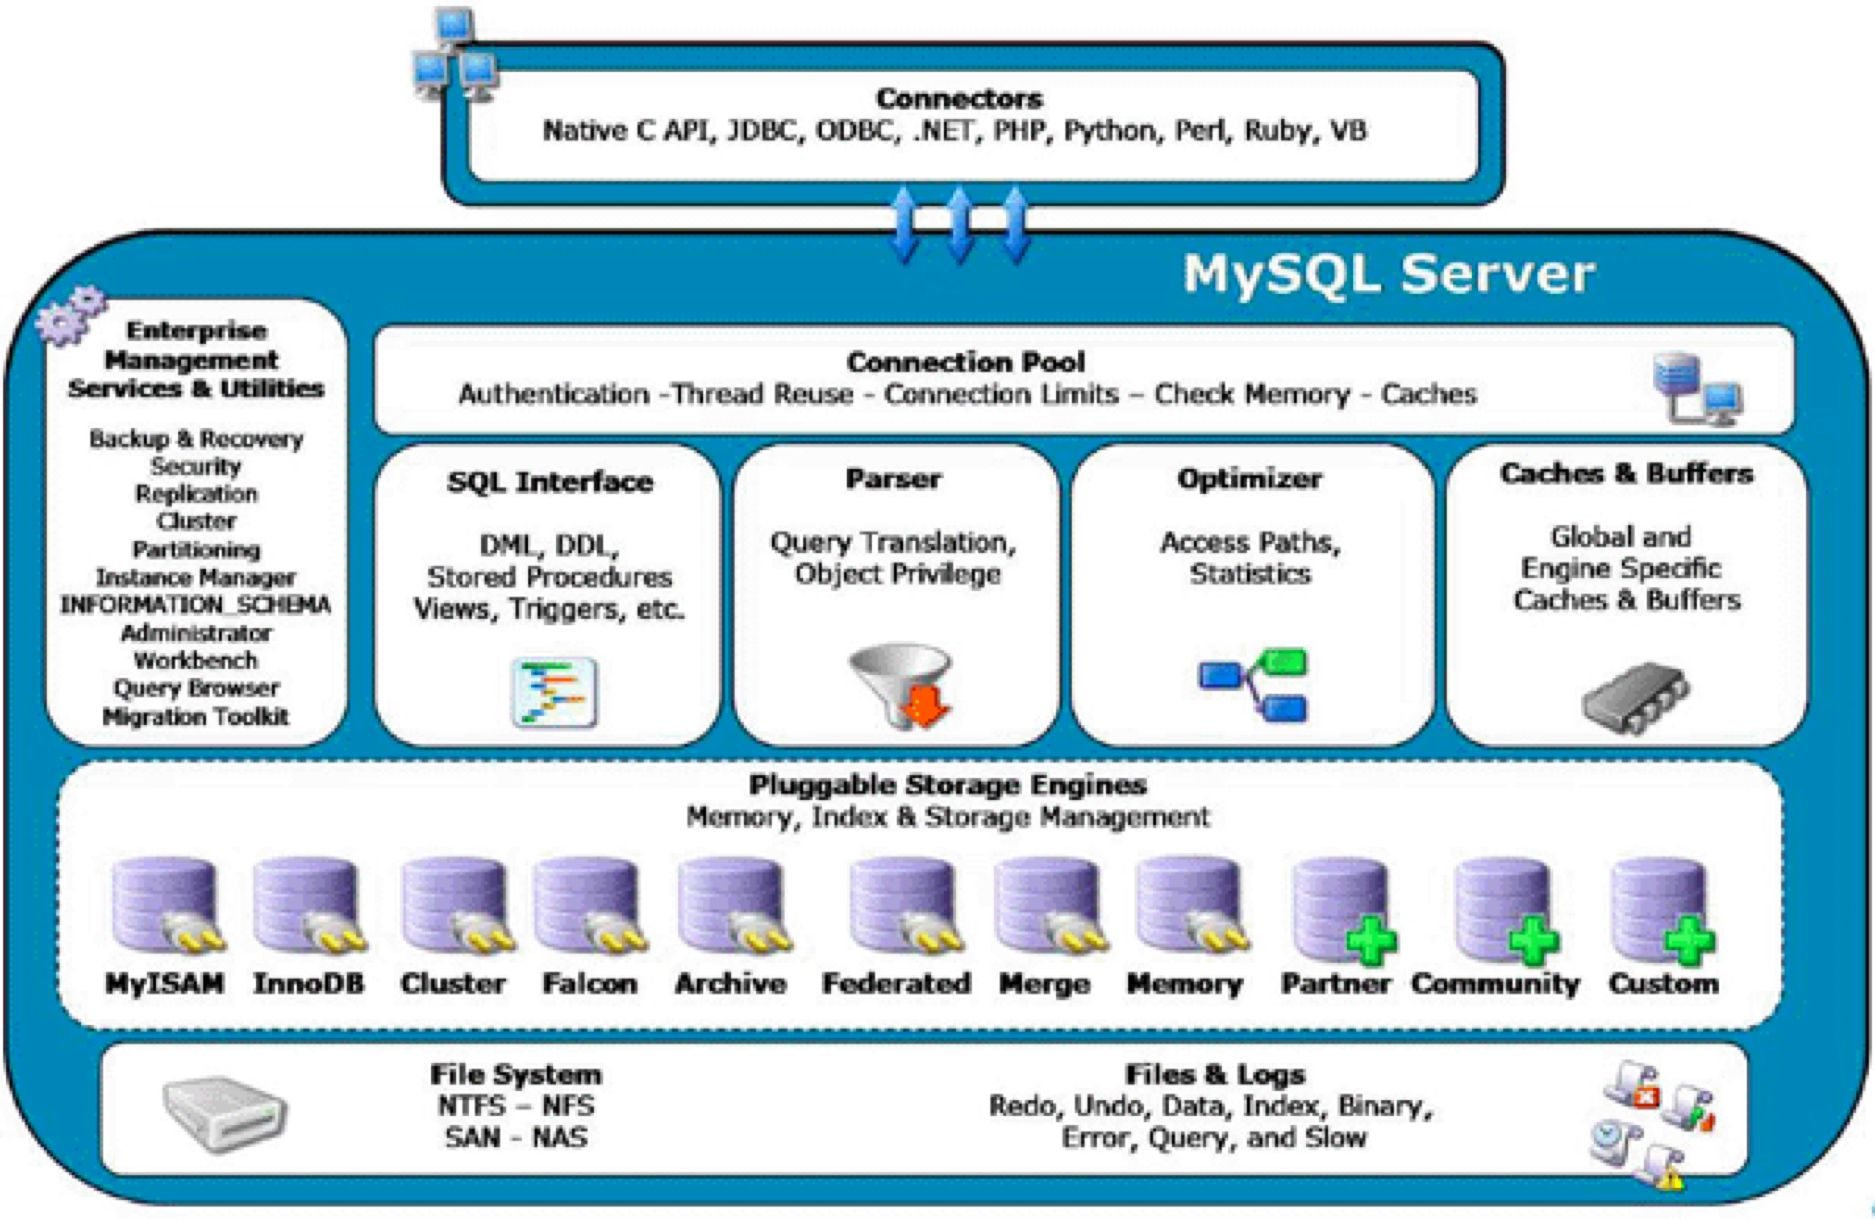 Connectors
Native C API, JDBC, ODBC, .NET, PHP, Python, Perl, Ruby, VB
MySQL Server
Enterprise
Management
Services & Utilities
Backup & Recovery
Security
Replication
Cluster
Partitioning
Instance Manager
INFORMATION_SCHEMA
Administrator
Workbench
Query Browser
Migration Toolkit
Connection Pool
Authentication -Thread Reuse - Connection Limits – Check Memory - Caches
SQL Interface
DML, DDL,
Stored Procedures
Views, Triggers, etc.
Parser
Query Translation,
Object Privilege
Optimizer
Access Paths,
Statistics
Caches & Buffers
Global and
Engine Specific
Caches & Buffers
Pluggable Storage Engines
Memory, Index & Storage Management
MyISAM InnoDB Cluster Falcon Archive Federated Merge Memory Partner Community Custom
File System
NTFS – NFS
SAN - NAS
Files & Logs
Redo, Undo, Data, Index, Binary,
Error, Query, and Slow